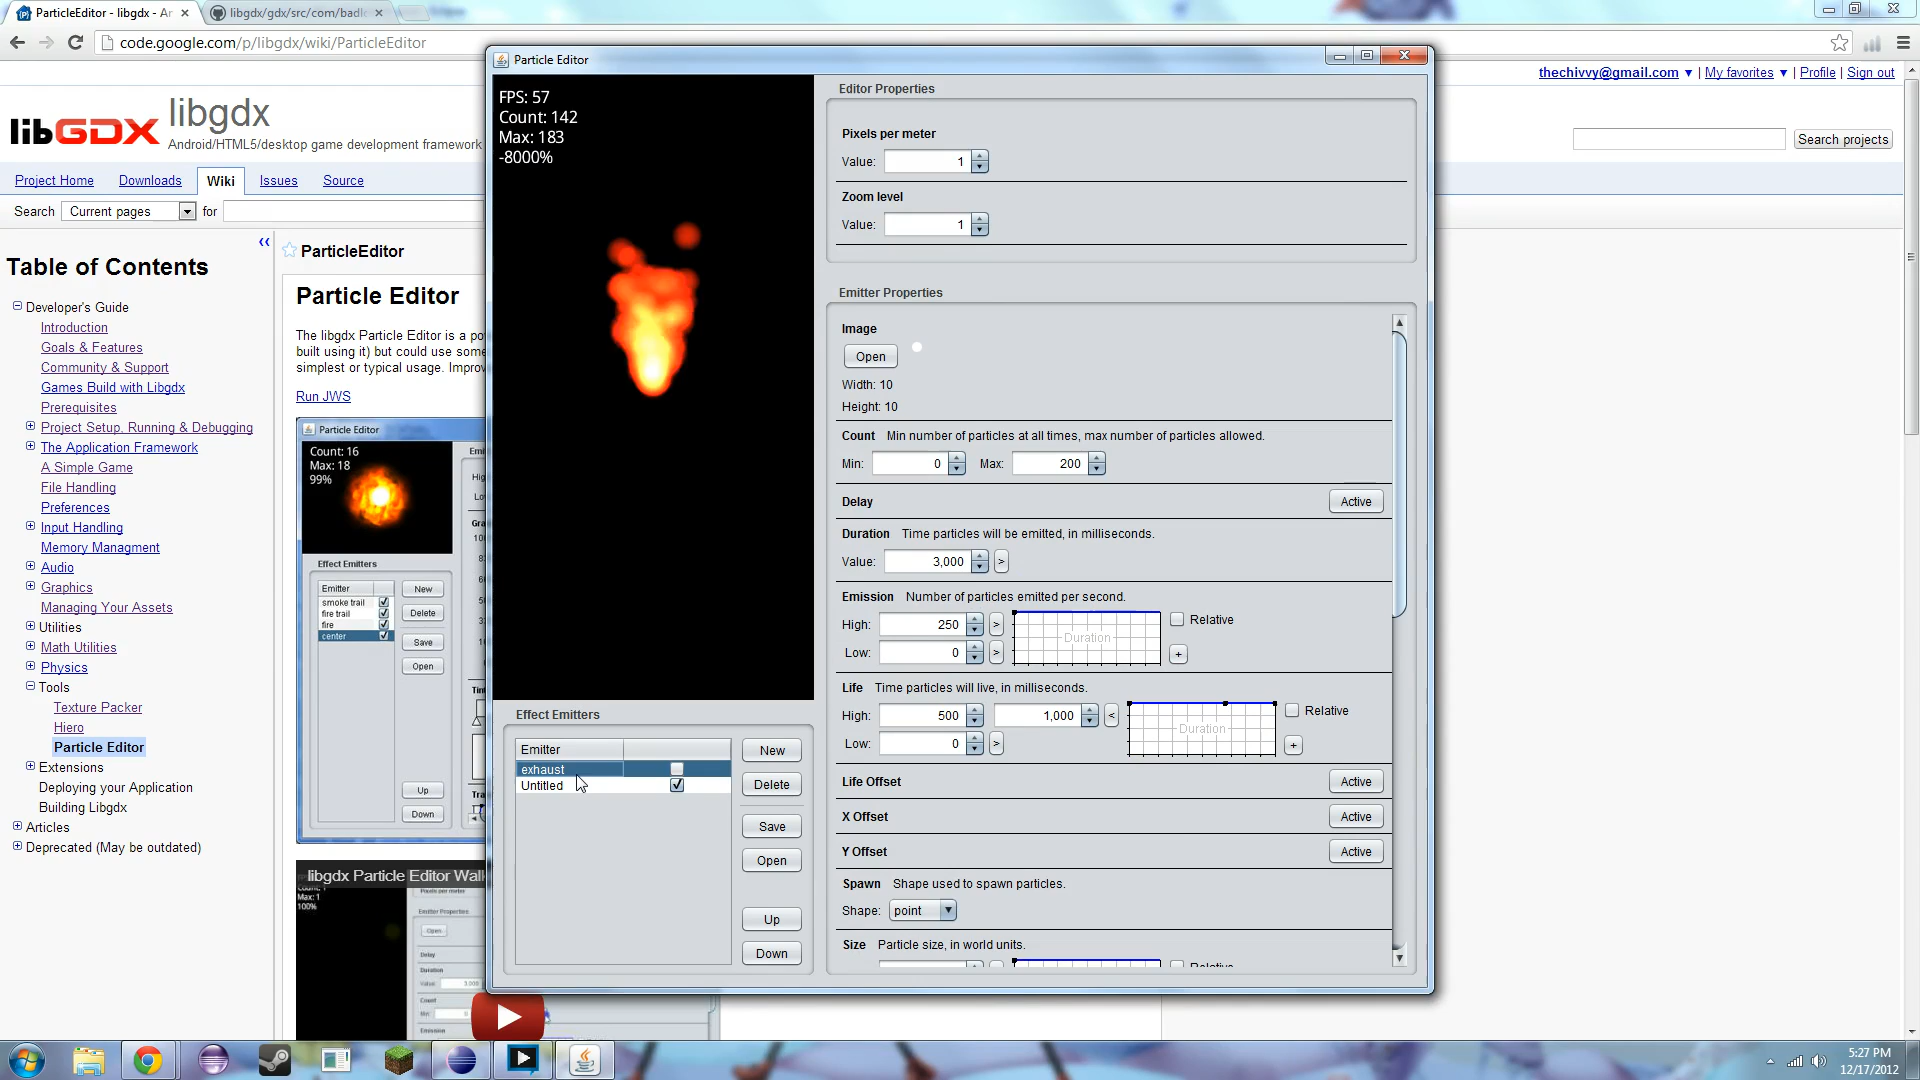 ParticleEditor - libgdx - Ar
libgdx/gdx/src/com/badle
code.google.com/p/libgdx/wiki/ParticleEditor
thechivvy@gmail.com ▼ | My favorites ▼ | Profile | Sign out
libGDX
libgdx
Android/HTML5/desktop game development framework
Search projects
Project Home
Downloads
Wiki
Issues
Source
Search
Current pages
for
Table of Contents
Developer's Guide
Introduction
Goals & Features
Community & Support
Games Build with Libgdx
Prerequisites
Project Setup, Running & Debugging
The Application Framework
A Simple Game
File Handling
Preferences
Input Handling
Memory Managment
Audio
Graphics
Managing Your Assets
Utilities
Math Utilities
Physics
Tools
Texture Packer
Hiero
Particle Editor
Extensions
Deploying your Application
Building Libgdx
Articles
Deprecated (May be outdated)
ParticleEditor
Particle Editor
The libgdx Particle Editor is a po
built using it) but could use som
simplest or typical usage. Improv
Run JWS
Particle Editor
Count: 16
Max: 18
99%
Effect Emitters
Emitter
smoke trail
fire trail
fire
center
New
Delete
Save
Open
Up
Down
libgdx Particle Editor Walk
Max: 1
100%
Particle Editor
FPS: 57
Count: 142
Max: 183
-8000%
Effect Emitters
Emitter
exhaust
Untitled
New
Delete
Save
Open
Up
Down
Editor Properties
Pixels per meter
Value: 1
Zoom level
Value: 1
Emitter Properties
Image
Open
Width: 10
Height: 10
Count Min number of particles at all times, max number of particles allowed.
Min: 0 Max: 200
Delay Active
Duration Time particles will be emitted, in milliseconds.
Value: 3,000 >
Emission Number of particles emitted per second.
High: 250 > Relative
Duration
Low: 0 > +
Life Time particles will live, in milliseconds.
High: 500 1,000 < Relative
Duration
Low: 0 > +
Life Offset Active
X Offset Active
Y Offset Active
Spawn Shape used to spawn particles.
Shape: point
Size Particle size, in world units.
Relative
5:27 PM
12/17/2012